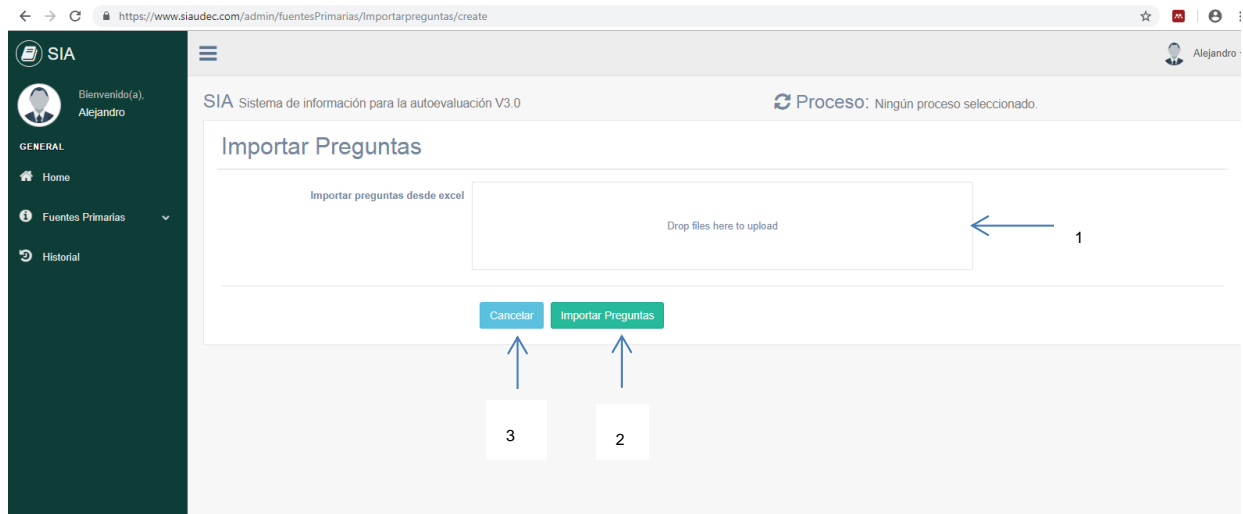 https://www.siaudec.com/admin/fuentesPrimarias/Importarpreguntas/create
SIA
Alejandro
Bienvenido(a),
Alejandro
SIA Sistema de información para la autoevaluación V3.0
Proceso: Ningún proceso seleccionado.
GENERAL
Importar Preguntas
Home
Importar preguntas desde excel
Fuentes Primarias
Drop files here to upload
1
Historial
Cancelar
Importar Preguntas
3
2